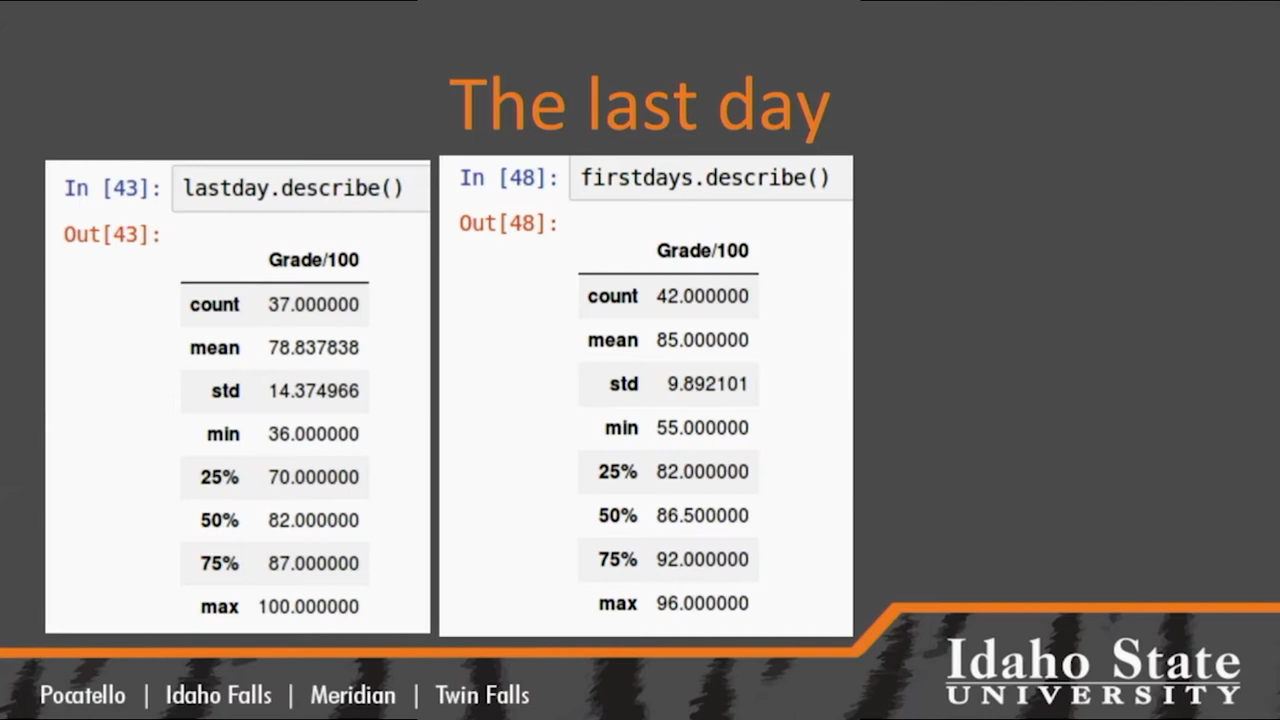 The last day
In [43]: lastday.describe()
Out[43]:
Grade/100
count 37.000000
mean 78.837838
std 14.374966
min 36.000000
25% 70.000000
50% 82.000000
75% 87.000000
max 100.000000
In [48]: firstdays.describe()
Out[48]:
Grade/100
count 42.000000
mean 85.000000
std 9.892101
min 55.000000
25% 82.000000
50% 86.500000
75% 92.000000
max 96.000000
Pocatello | Idaho Falls | Meridian | Twin Falls
Idaho State
UNIVERSITY